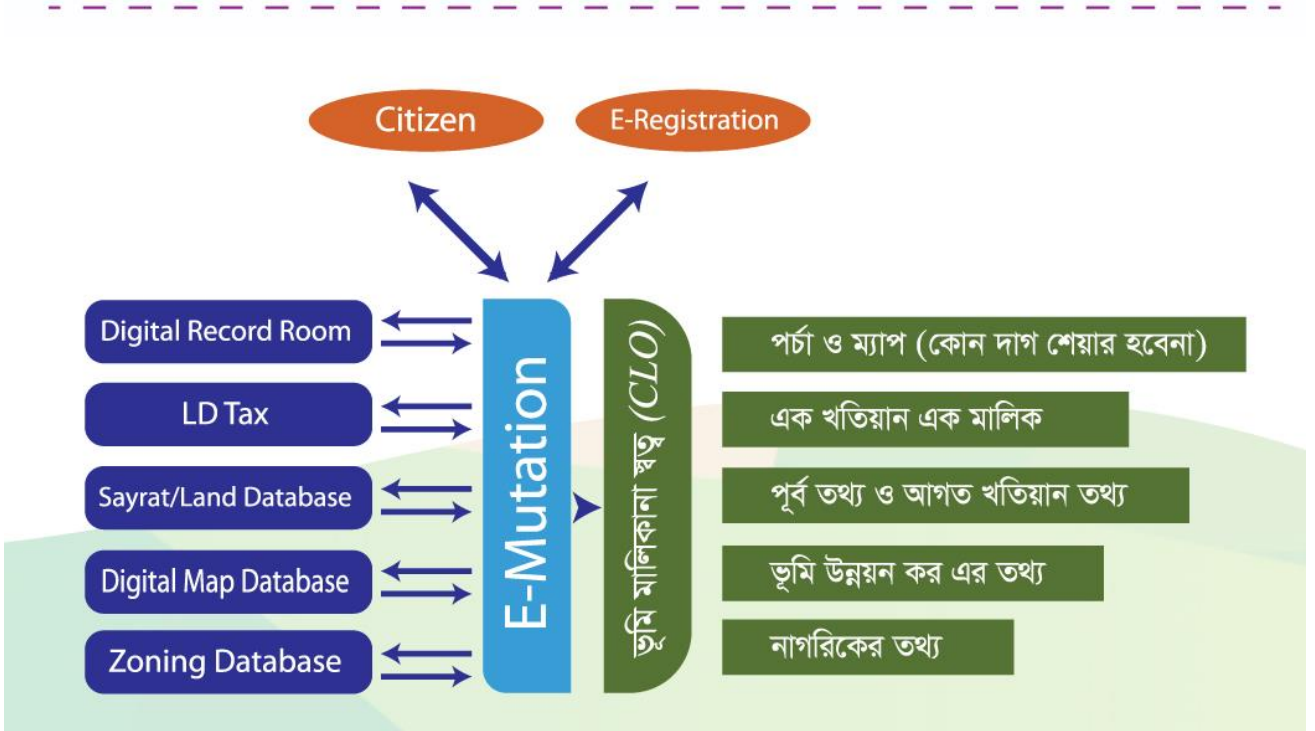 Citizen
E-Registration
Digital Record Room
LD Tax
Sayrat/Land Database
Digital Map Database
Zoning Database
E-Mutation
ভূমি মালিকানা স্বত্ব (CLO)
পর্চা ও ম্যাপ (কোন দাগ শেয়ার হবেনা)
এক খতিয়ান এক মালিক
পূর্ব তথ্য ও আগত খতিয়ান তথ্য
ভূমি উন্নয়ন কর এর তথ্য
নাগরিকের তথ্য